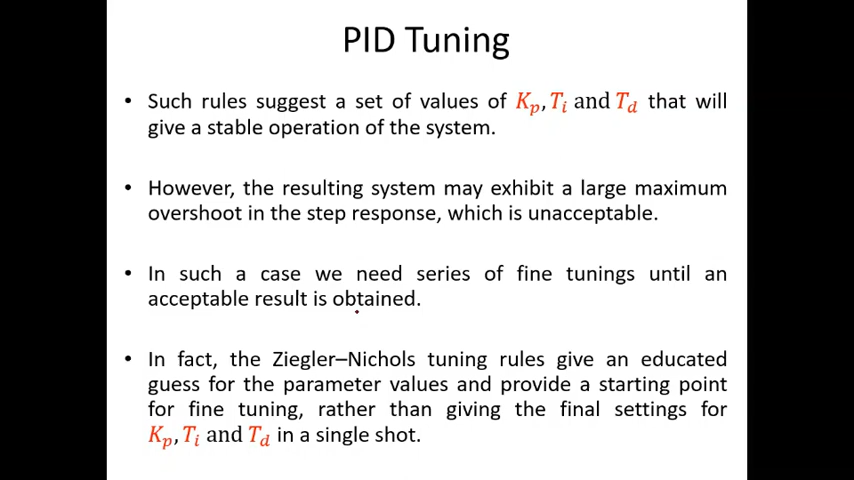 PID Tuning
• Such rules suggest a set of values of Kp, Ti and Td that will
give a stable operation of the system.
• However, the resulting system may exhibit a large maximum
overshoot in the step response, which is unacceptable.
• In such a case we need series of fine tunings until an
acceptable result is obtained.
• In fact, the Ziegler–Nichols tuning rules give an educated
guess for the parameter values and provide a starting point
for fine tuning, rather than giving the final settings for
Kp, Ti and Td in a single shot.